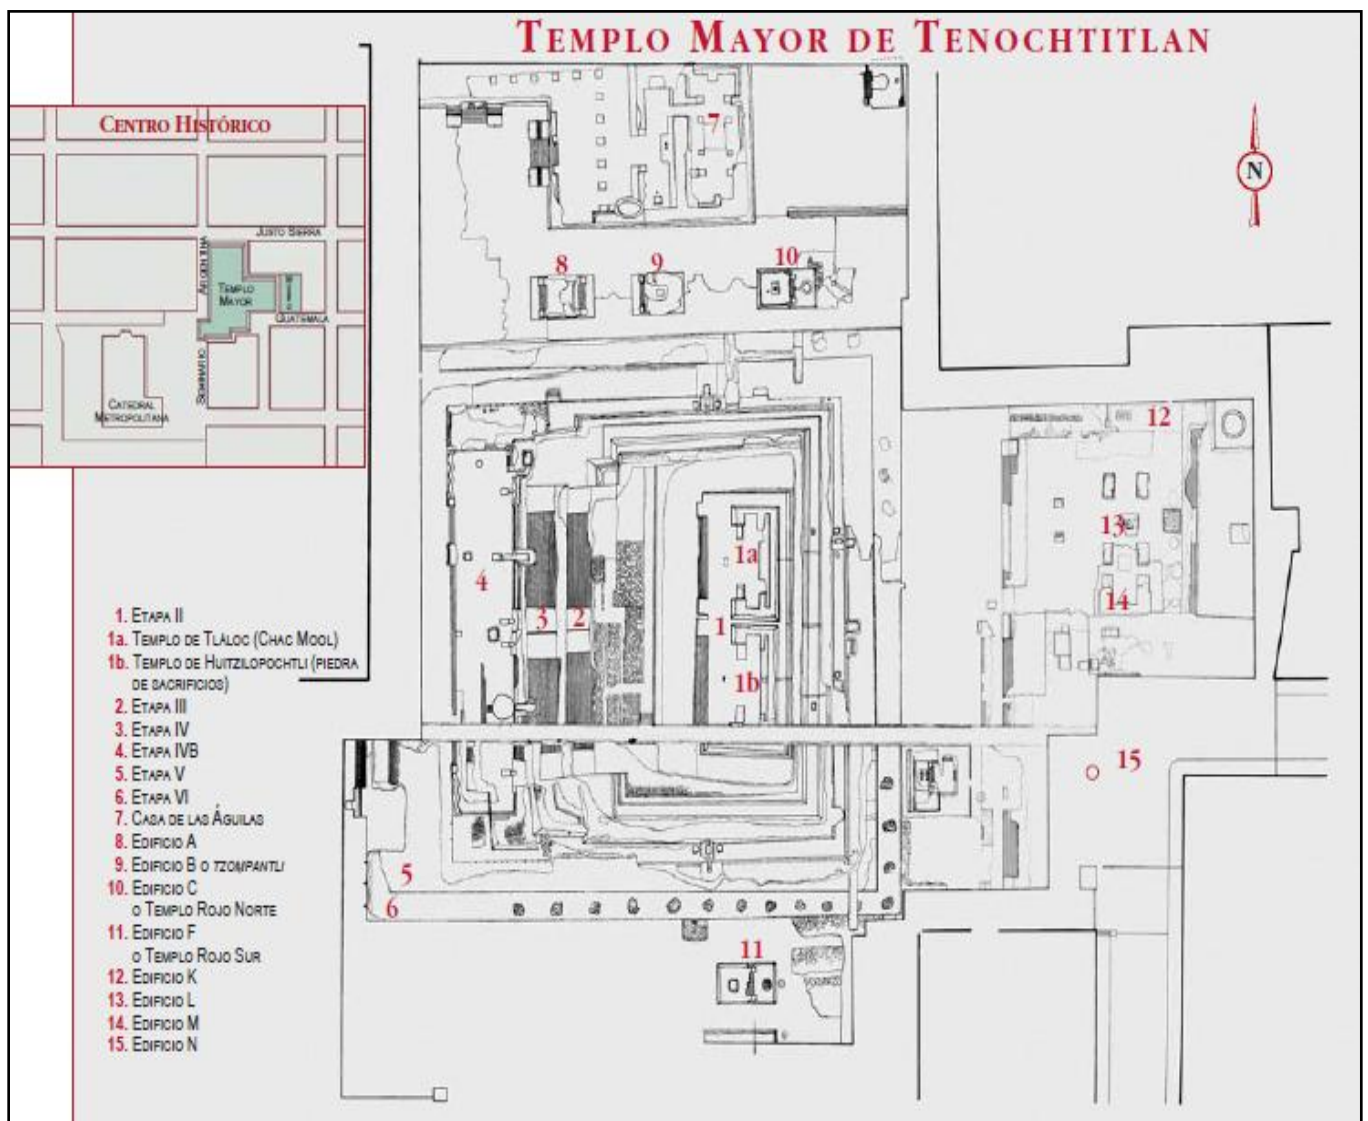 TEMPLO MAYOR DE TENOCHTITLAN
CENTRO HISTÓRICO
JUSTO SIERRA
ARGENTINA
TEMPLO
MAYOR
GUATEMALA
SEMINARIO
CATEDRAL
METROPOLITANA
N
7
8
9
10
12
13
14
1a
1
1b
4
3
2
15
5
6
11
1. ETAPA II
1a. TEMPLO DE TLÁLOC (CHAC MOOL)
1b. TEMPLO DE HUITZILOPOCHTLI (PIEDRA
DE SACRIFICIOS)
2. ETAPA III
3. ETAPA IV
4. ETAPA IVB
5. ETAPA V
6. ETAPA VI
7. CASA DE LAS ÁGUILAS
8. EDIFICIO A
9. EDIFICIO B O TZOMPANTLI
10. EDIFICIO C
O TEMPLO ROJO NORTE
11. EDIFICIO F
O TEMPLO ROJO SUR
12. EDIFICIO K
13. EDIFICIO L
14. EDIFICIO M
15. EDIFICIO N